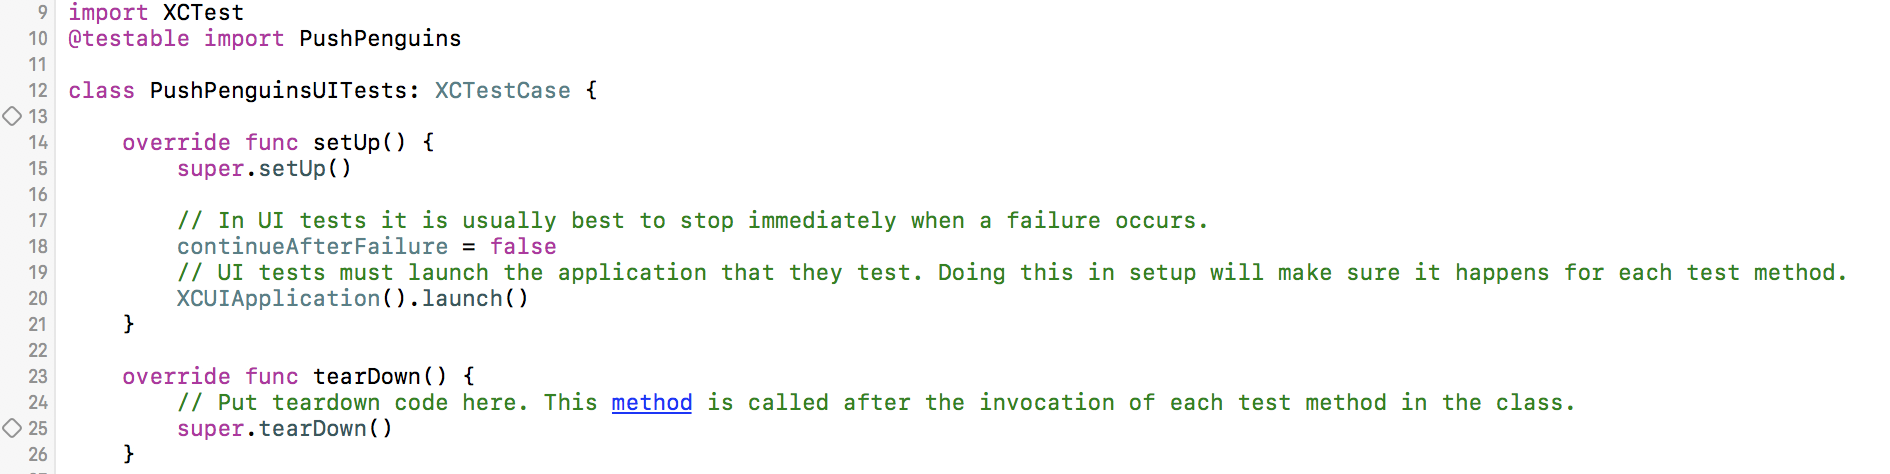 9 import XCTest
10 @testable import PushPenguins
11
12 class PushPenguinsUITests: XCTestCase {
13
14 override func setUp() {
15 super.setUp()
16
17 // In UI tests it is usually best to stop immediately when a failure occurs.
18 continueAfterFailure = false
19 // UI tests must launch the application that they test. Doing this in setup will make sure it happens for each test method.
20 XCUIApplication().launch()
21 }
22
23 override func tearDown() {
24 // Put teardown code here. This method is called after the invocation of each test method in the class.
25 super.tearDown()
26 }